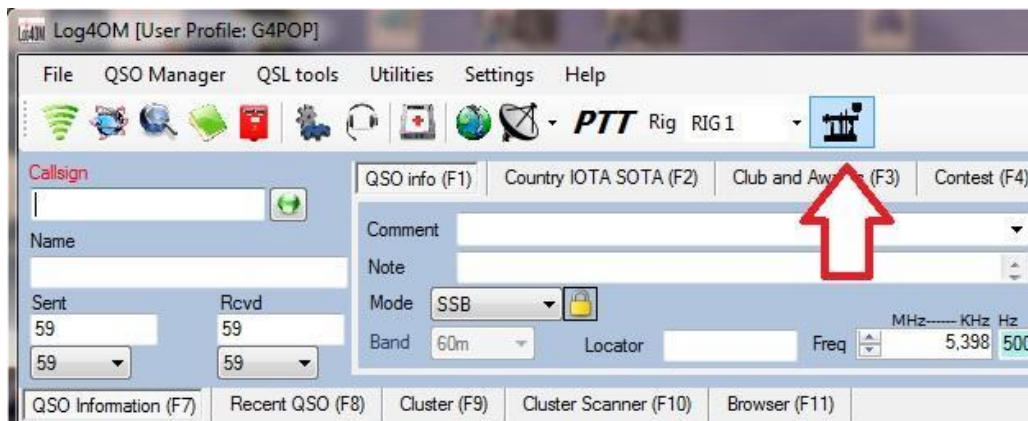 Log4OM [User Profile: G4POP]
File QSO Manager QSL tools Utilities Settings Help
PTT Rig RIG 1
Callsign
QSO info (F1) Country IOTA SOTA (F2) Club and (F3) Contest (F4)
Comment
Name
Note
Sent Rcvd
Mode SSB
59 59
MHz------ KHz Hz
Band 60m Locator Freq 5,398 500
59 59
QSO Information (F7) Recent QSO (F8) Cluster (F9) Cluster Scanner (F10) Browser (F11)